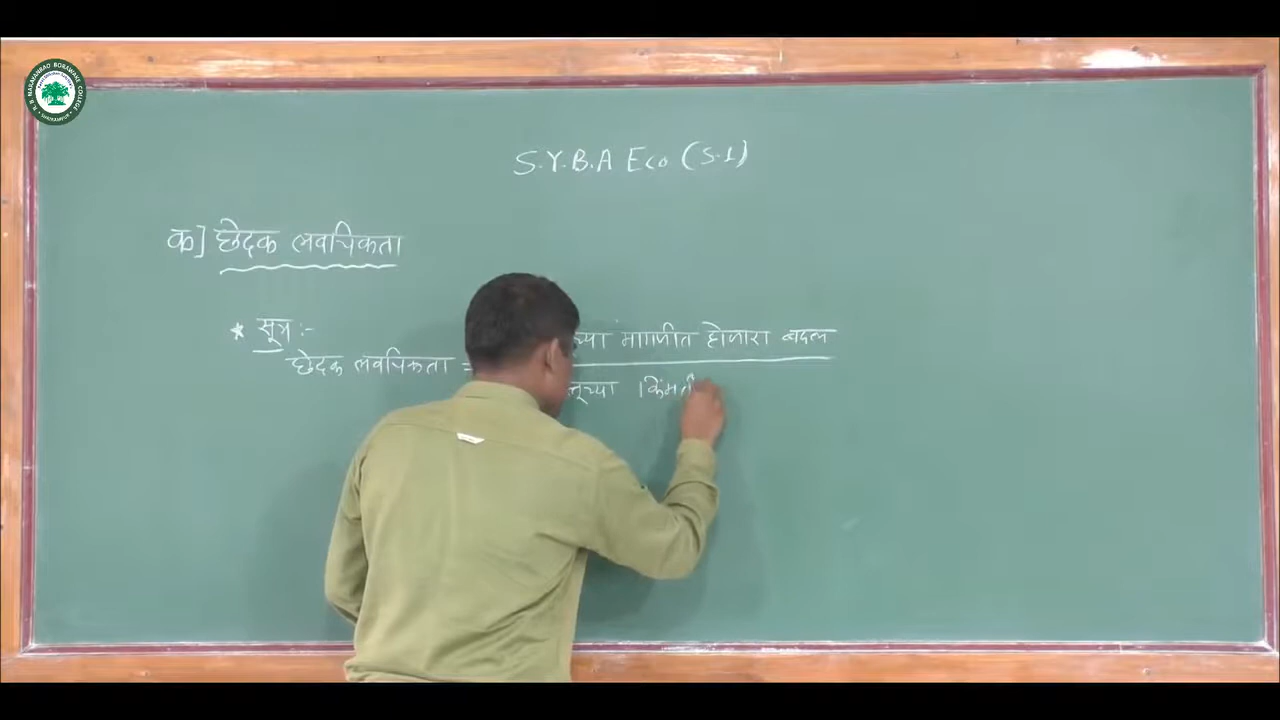 S.Y.B.A Eco (S-1)
क] छेदक लवचिकता
* सूत्र :-
च्या मागणीत होणारा बदल
छेदक लवचिकता =
तूच्या किंमती